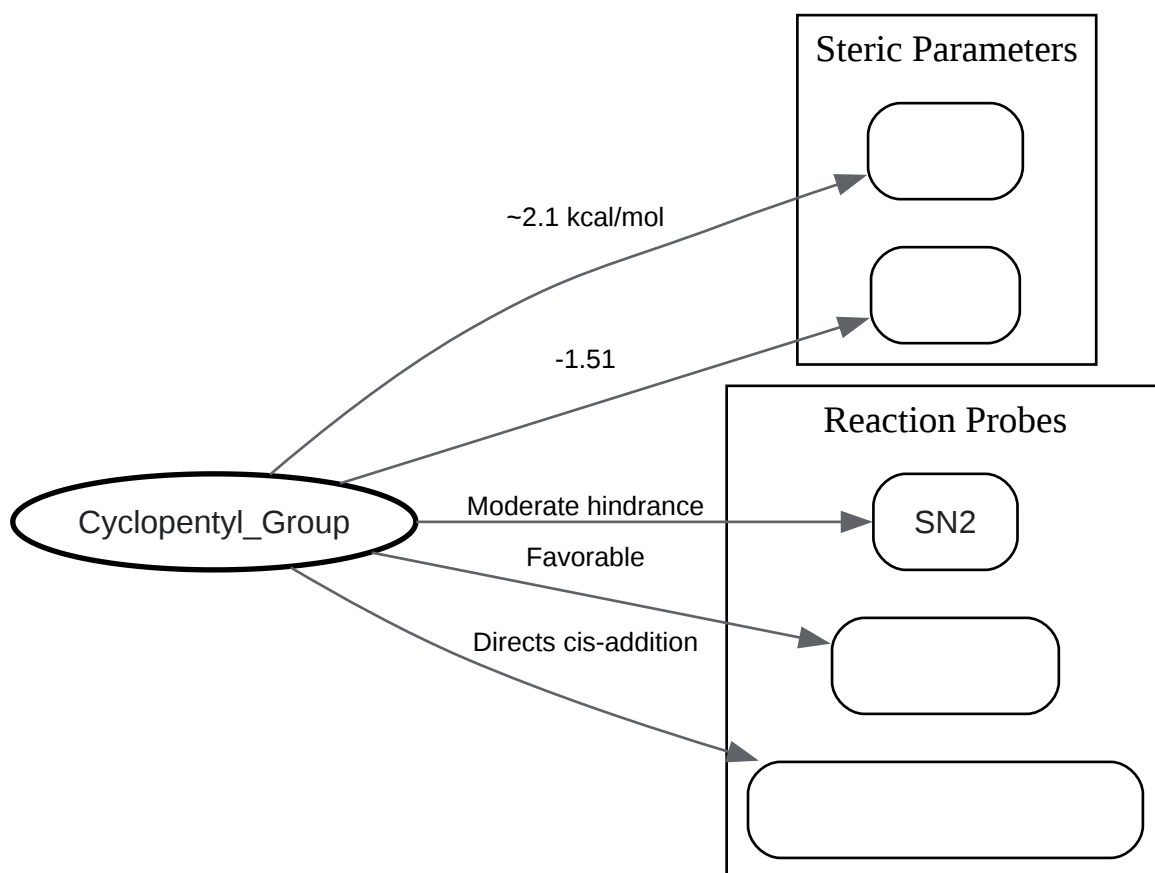 Steric Parameters
~2.1 kcal/mol
-1.51
Reaction Probes
Cyclopentyl_Group
Moderate hindrance
SN2
Favorable
Directs cis-addition